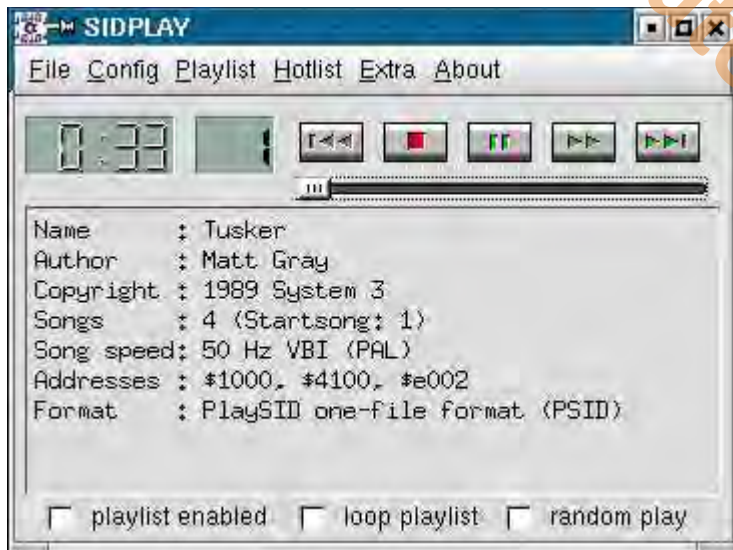 SIDPLAY
File Config Playlist Hotlist Extra About
0:33 1
Name : Tusker
Author : Matt Gray
Copyright : 1989 System 3
Songs : 4 (Startsong: 1)
Song speed: 50 Hz VBI (PAL)
Addresses : $1000, $4100, $e002
Format : PlaySID one-file format (PSID)
playlist enabled loop playlist random play